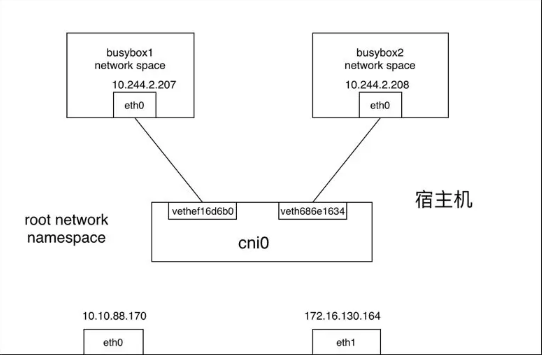 busybox1
network space
10.244.2.207
eth0
busybox2
network space
10.244.2.208
eth0
vethef16d6b0
veth686e1634
cni0
root network
namespace
宿主机
10.10.88.170
eth0
172.16.130.164
eth1